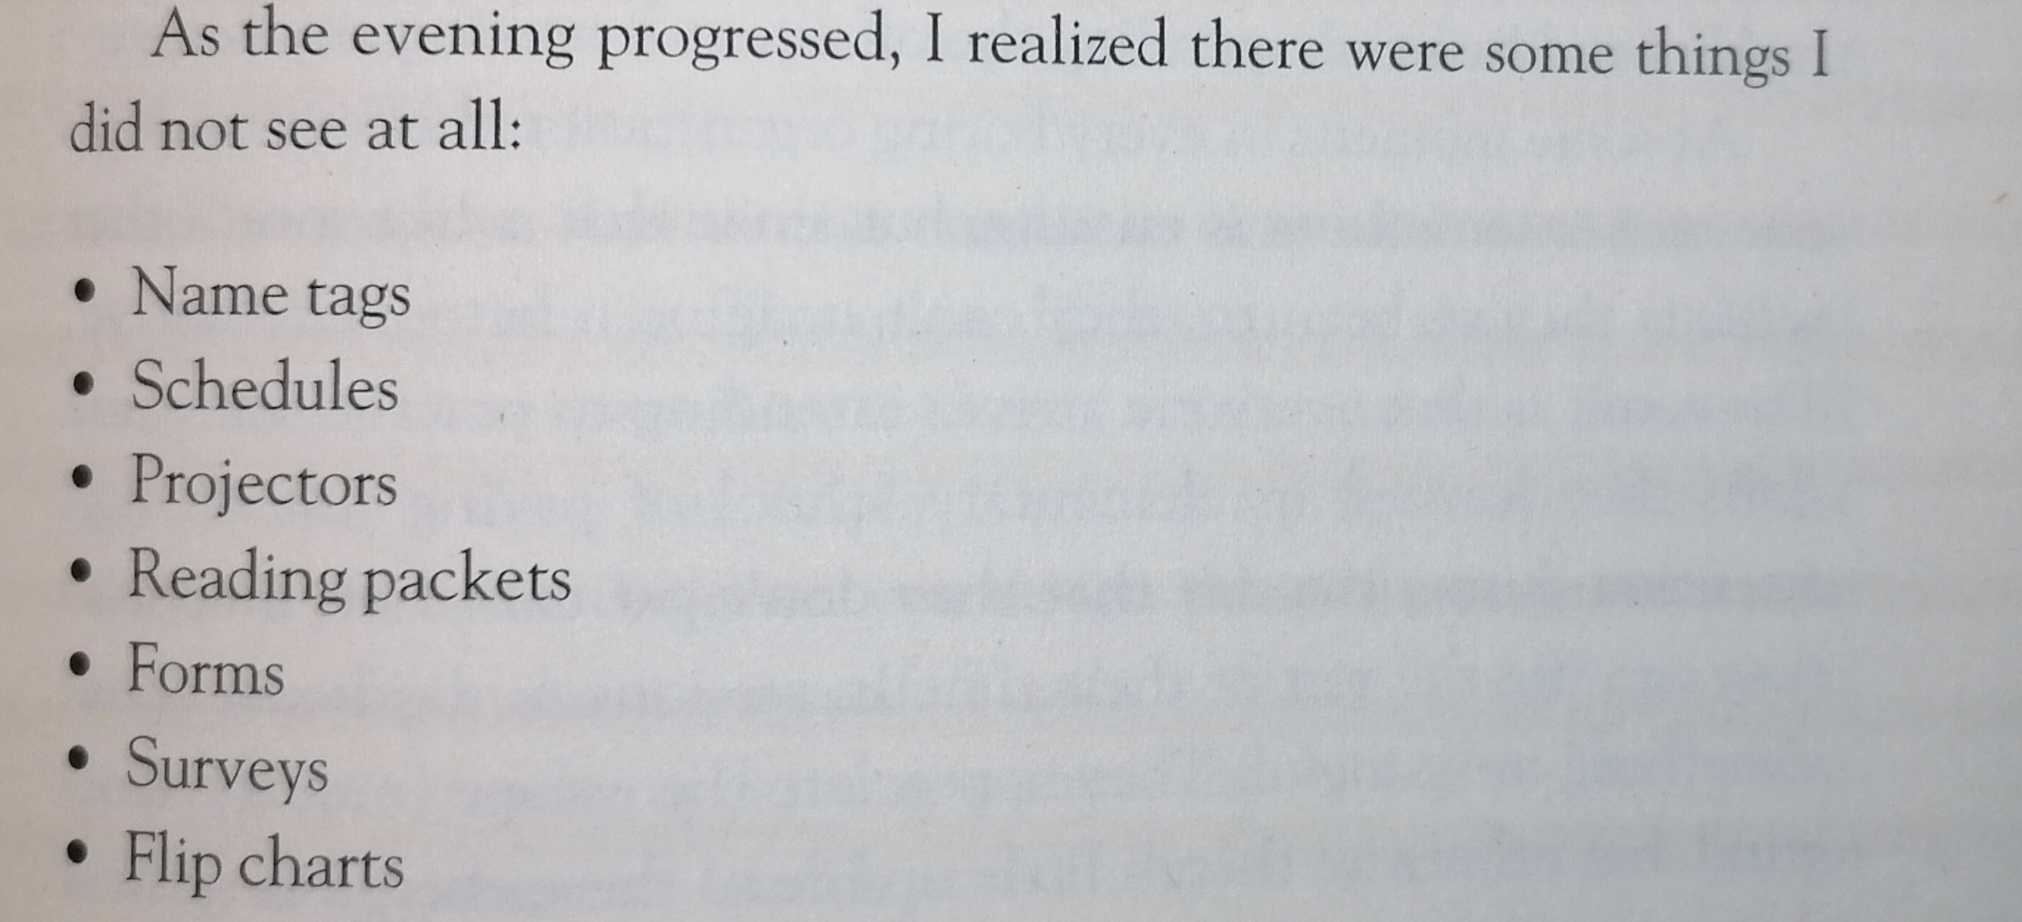 As the evening progressed, I realized there were some things I
did not see at all:
• Name tags
• Schedules
• Projectors
• Reading packets
• Forms
• Surveys
• Flip charts